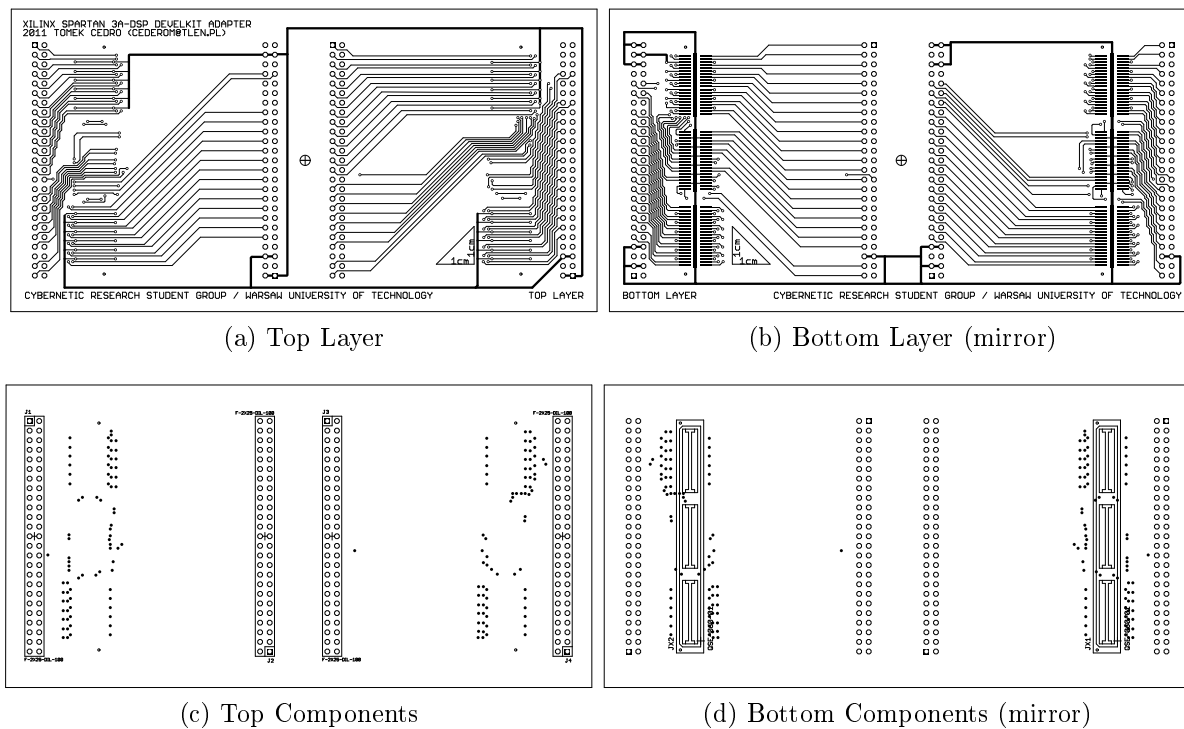 XILINX SPARTAN 3A-DSP DEVELKIT ADAPTER
2011 TOMEK CEDRO (CEDEROM@TLEN.PL)
1cm
1cm
CYBERNETIC RESEARCH STUDENT GROUP / WARSAW UNIVERSITY OF TECHNOLOGY
TOP LAYER
1cm
1cm
BOTTOM LAYER
CYBERNETIC RESEARCH STUDENT GROUP / WARSAW UNIVERSITY OF TECHNOLOGY
(a) Top Layer
(b) Bottom Layer (mirror)
J1
F-2X25-DIL-100
J3
F-2X25-DIL-100
F-2X25-DIL-100
J2
F-2X25-DIL-100
J4
JX2
JX1
(c) Top Components
(d) Bottom Components (mirror)